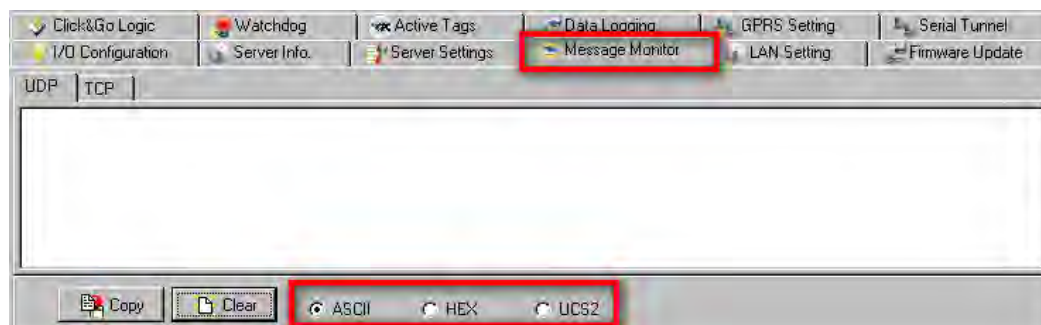 Click&Go Logic Watchdog Active Tags Data Logging GPRS Setting Serial Tunnel
I/O Configuration Server Info. Server Settings Message Monitor LAN Setting Firmware Update
UDP TCP
Copy Clear ASCII HEX UCS2